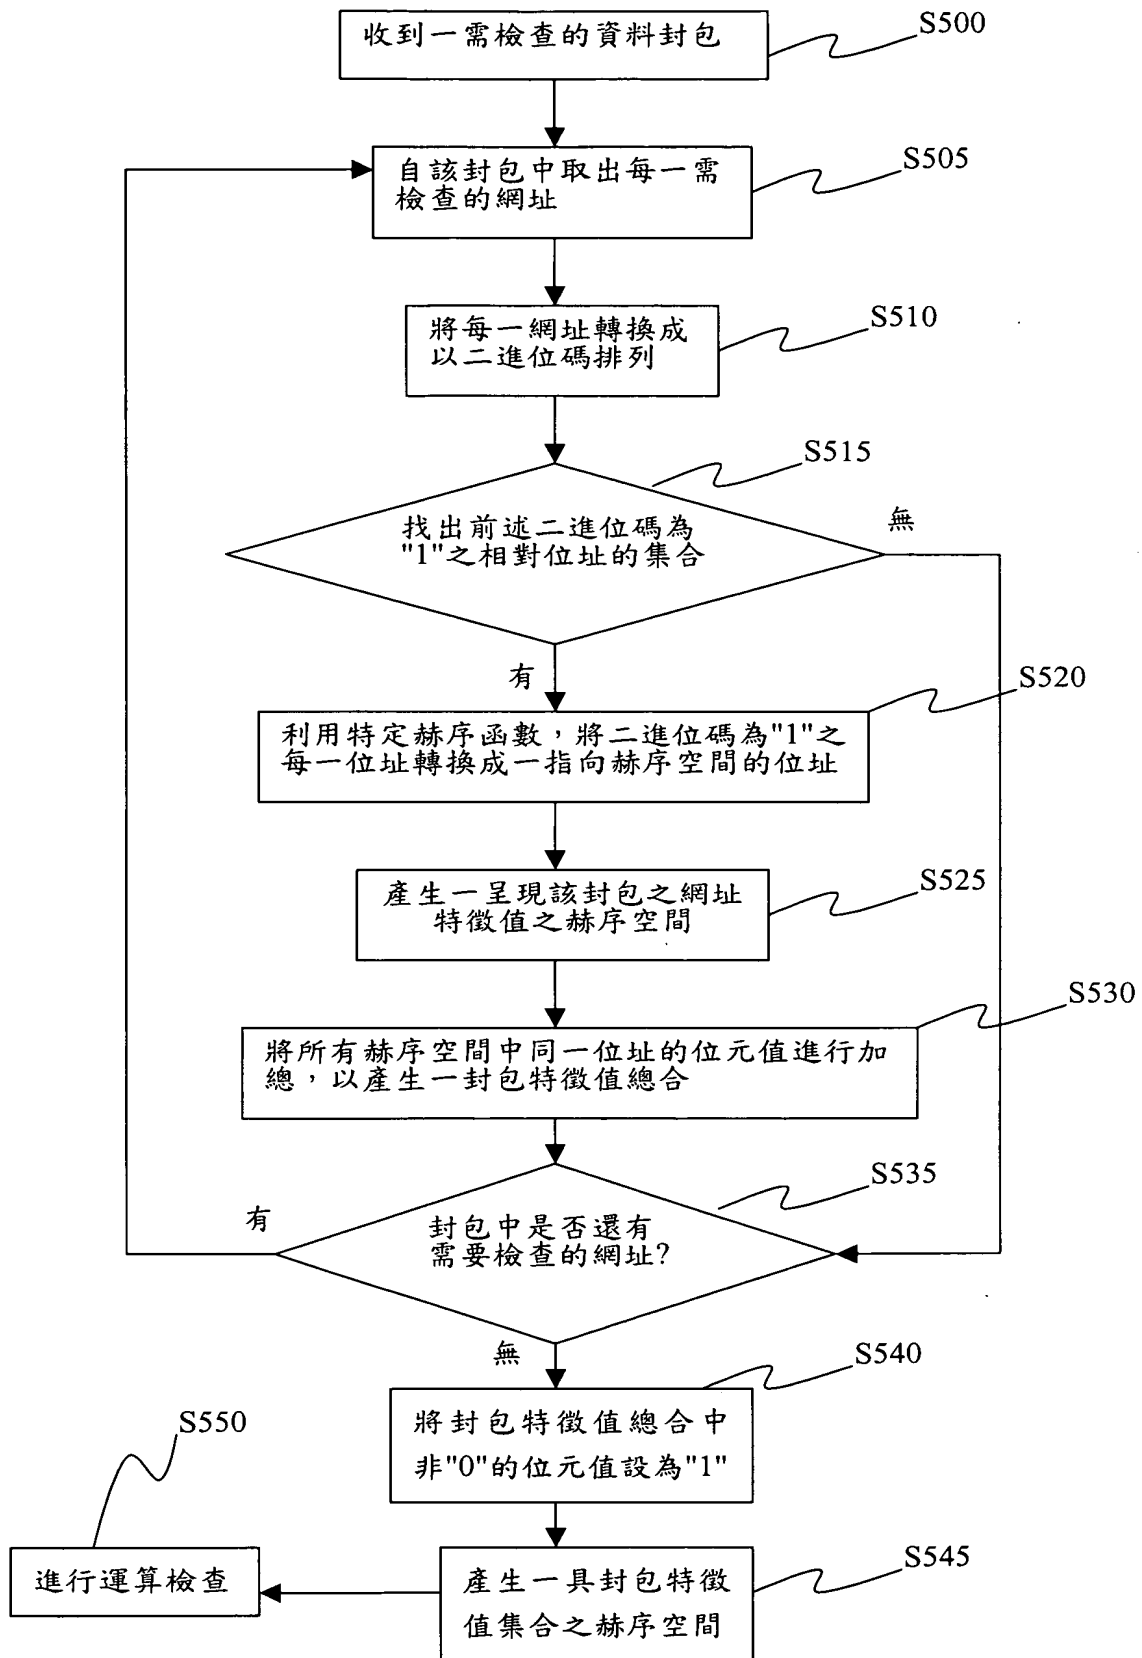 收到一需檢查的資料封包
S500
自該封包中取出每一需
檢查的網址
S505
將每一網址轉換成
以二進位碼排列
S510
找出前述二進位碼為
"1"之相對位址的集合
S515
無
有
利用特定赫序函數，將二進位碼為"1"之
每一位址轉換成一指向赫序空間的位址
S520
產生一呈現該封包之網址
特徵值之赫序空間
S525
將所有赫序空間中同一位址的位元值進行加
總，以產生一封包特徵值總合
S530
封包中是否還有
需要檢查的網址?
S535
有
無
將封包特徵值總合中
非"0"的位元值設為"1"
S540
產生一具封包特徵
值集合之赫序空間
S545
進行運算檢查
S550